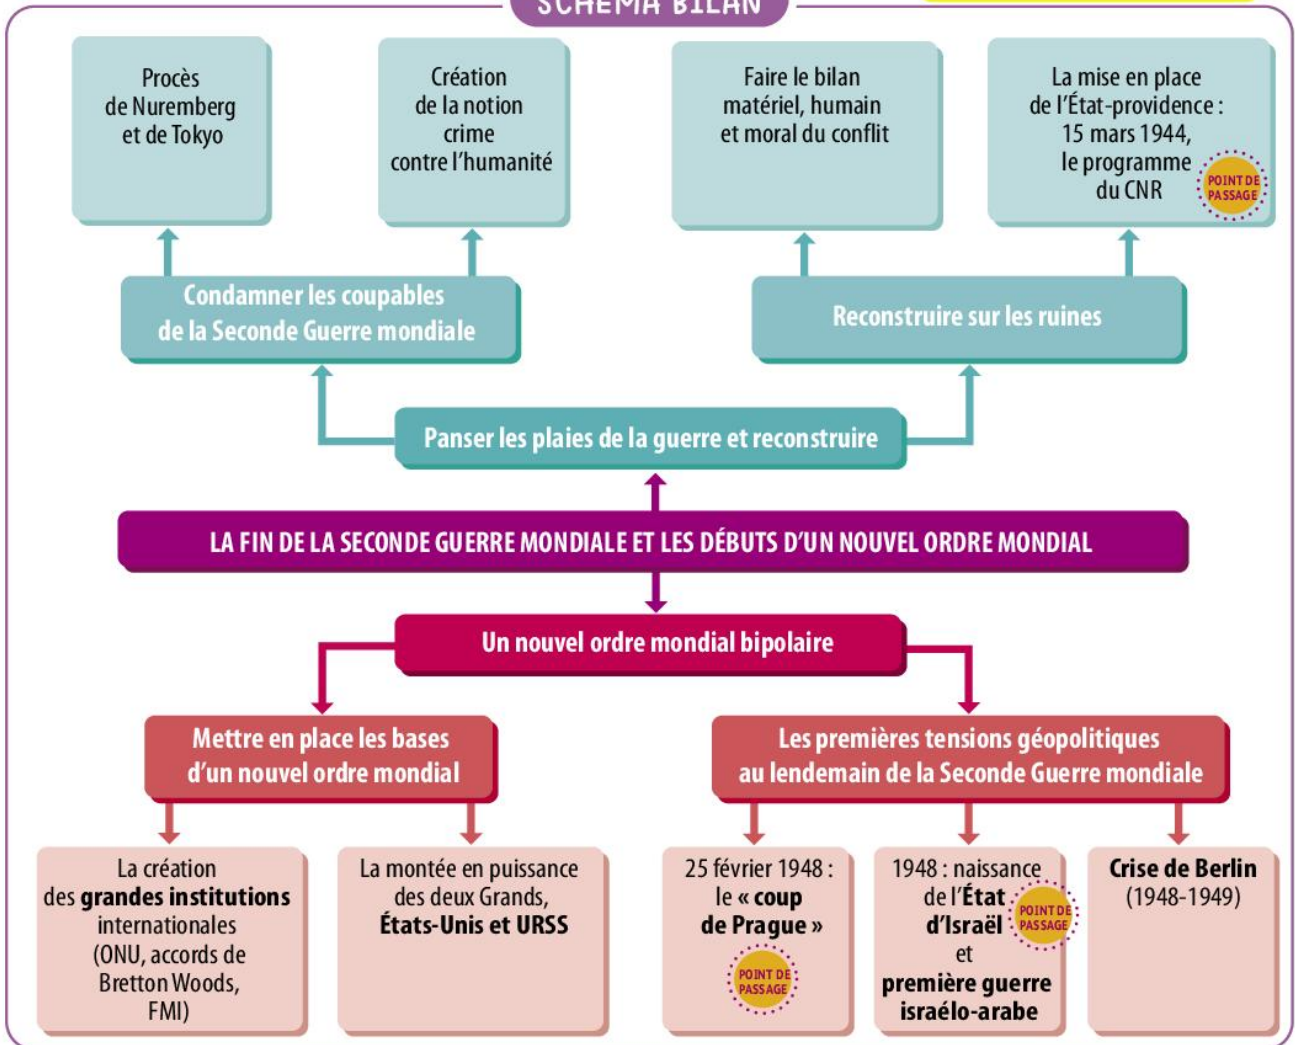 SCHÉMA BILAN
Procès
de Nuremberg
et de Tokyo
Création
de la notion
crime
contre l'humanité
Faire le bilan
matériel, humain
et moral du conflit
La mise en place
de l'État-providence :
15 mars 1944,
le programme
du CNR
POINT DE
PASSAGE
Condamner les coupables
de la Seconde Guerre mondiale
Reconstruire sur les ruines
Panser les plaies de la guerre et reconstruire
LA FIN DE LA SECONDE GUERRE MONDIALE ET LES DÉBUTS D'UN NOUVEL ORDRE MONDIAL
Un nouvel ordre mondial bipolaire
Mettre en place les bases
d'un nouvel ordre mondial
Les premières tensions géopolitiques
au lendemain de la Seconde Guerre mondiale
La création
des grandes institutions
internationales
(ONU, accords de
Bretton Woods,
FMI)
La montée en puissance
des deux Grands,
États-Unis et URSS
25 février 1948 :
le « coup
de Prague »
POINT DE
PASSAGE
1948 : naissance
de l'État
d'Israël
et
première guerre
israélo-arabe
POINT DE
PASSAGE
Crise de Berlin
(1948-1949)